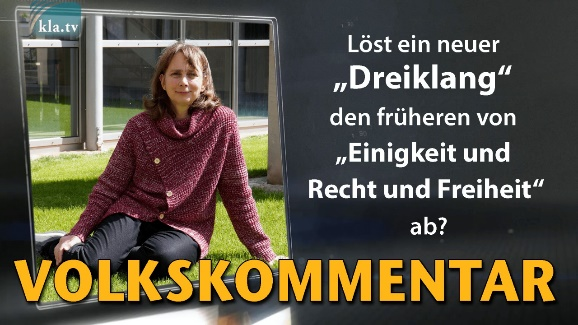 kla.tv
Löst ein neuer
„Dreiklang“
den früheren von
„Einigkeit und
Recht und Freiheit“
ab?
VOLKSKOMMENTAR